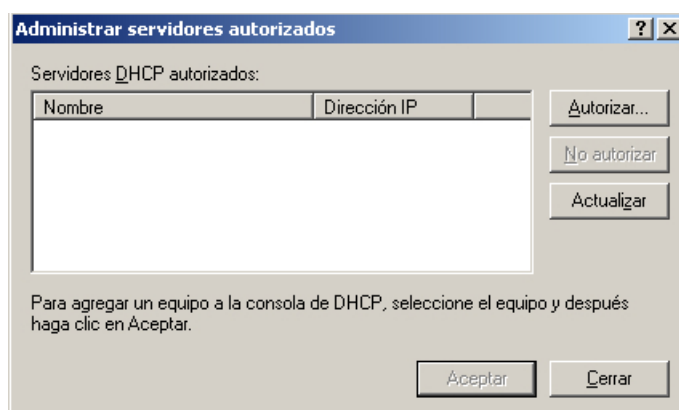 Administrar servidores autorizados
Servidores DHCP autorizados:
Nombre Dirección IP
Autorizar...
No autorizar
Actualizar
Para agregar un equipo a la consola de DHCP, seleccione el equipo y después
haga clic en Aceptar.
Aceptar Cerrar